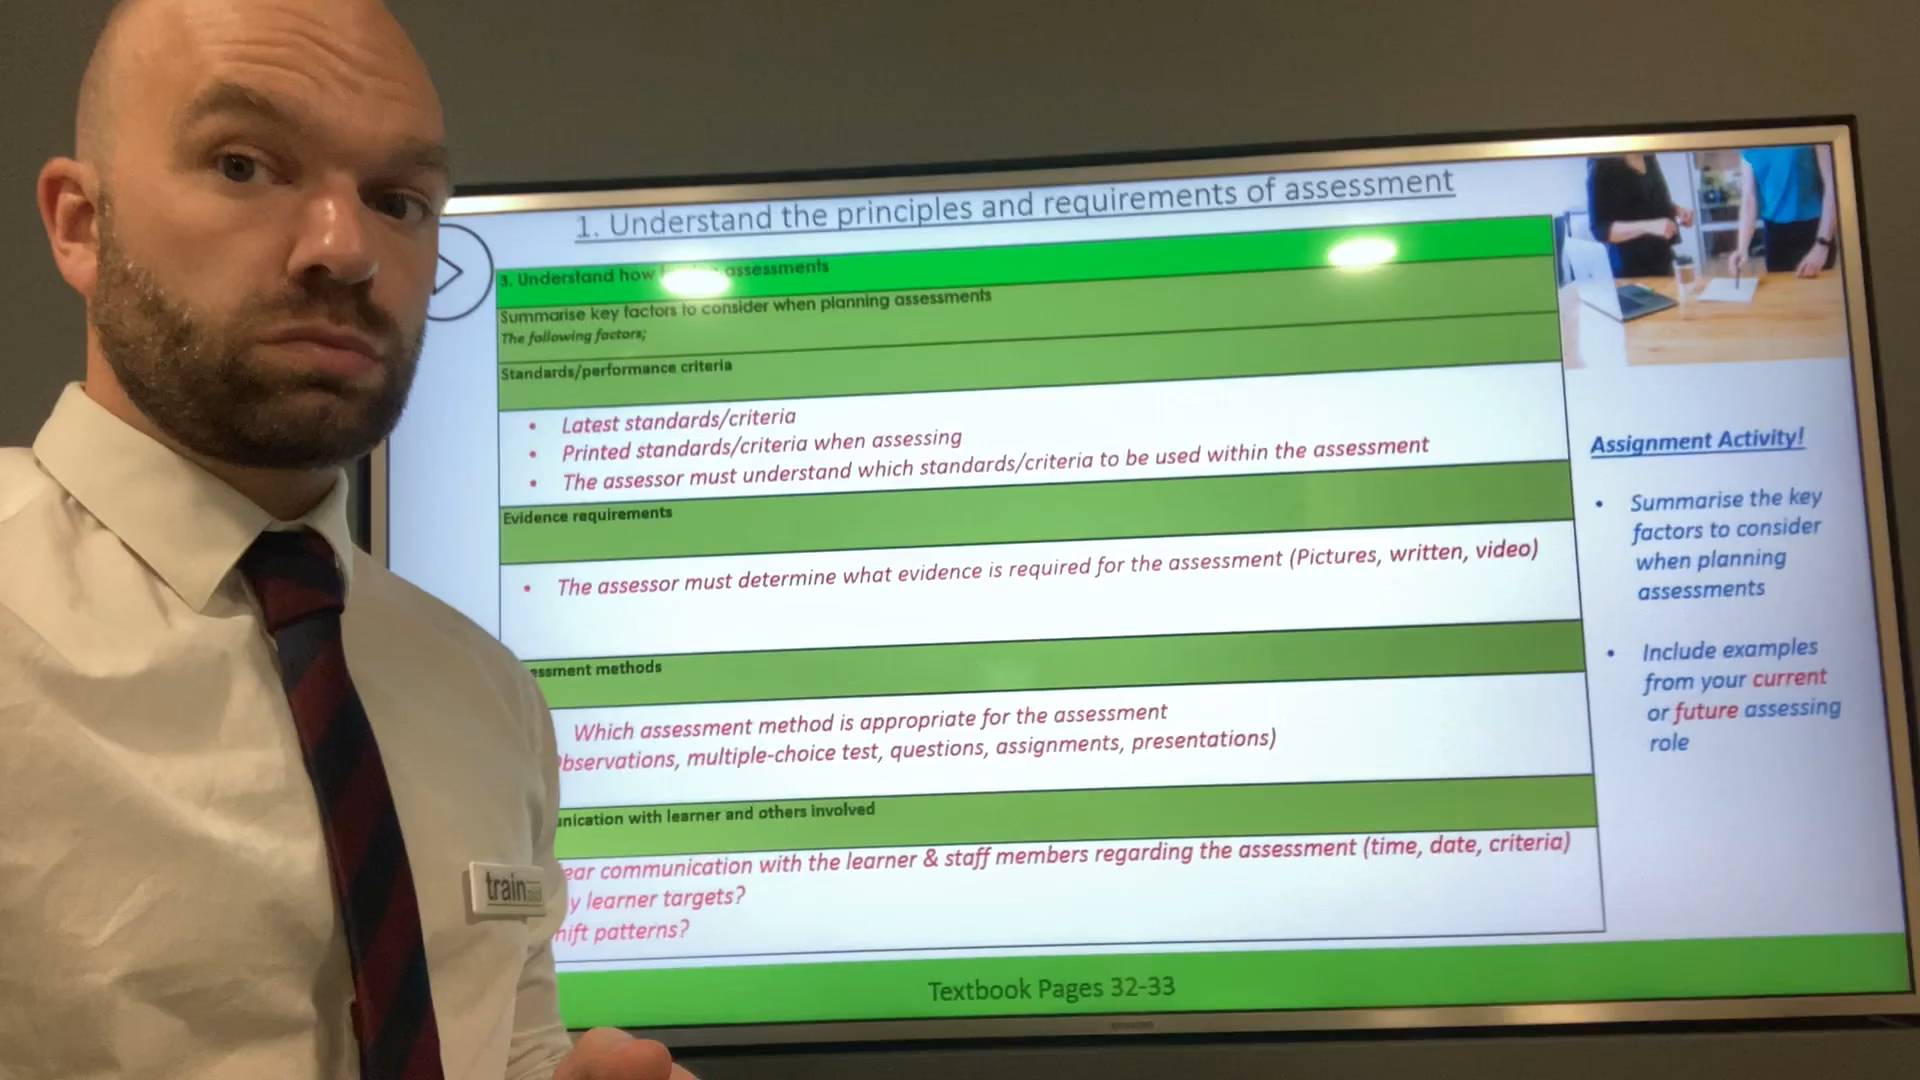 1. Understand the principles and requirements of assessment
3. Understand how assessments
Summarise key factors to consider when planning assessments
The following factors;
Standards/performance criteria
• Latest standards/criteria
• Printed standards/criteria when assessing
• The assessor must understand which standards/criteria to be used within the assessment
Evidence requirements
• The assessor must determine what evidence is required for the assessment (Pictures, written, video)
essment methods
Which assessment method is appropriate for the assessment
bservations, multiple-choice test, questions, assignments, presentations)
nication with learner and others involved
ear communication with the learner & staff members regarding the assessment (time, date, criteria)
y learner targets?
hift patterns?
Textbook Pages 32-33
Assignment Activity!
• Summarise the key
factors to consider
when planning
assessments
• Include examples
from your current
or future assessing
role
train